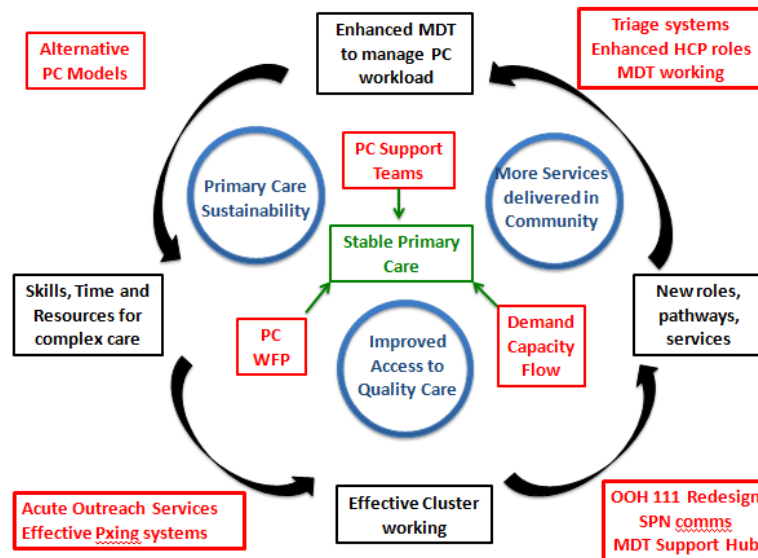 Alternative
PC Models
Enhanced MDT
to manage PC
workload
Triage systems
Enhanced HCP roles
MDT working
Primary Care
Sustainability
PC Support
Teams
More Services
delivered in
Community
Stable Primary
Care
Skills, Time and
Resources for
complex care
PC
WFP
Improved
Access to
Quality Care
Demand
Capacity
Flow
New roles,
pathways,
services
Acute Outreach Services
Effective Pxing systems
Effective Cluster
working
OOH 111 Redesign
SPN comms
MDT Support Hub